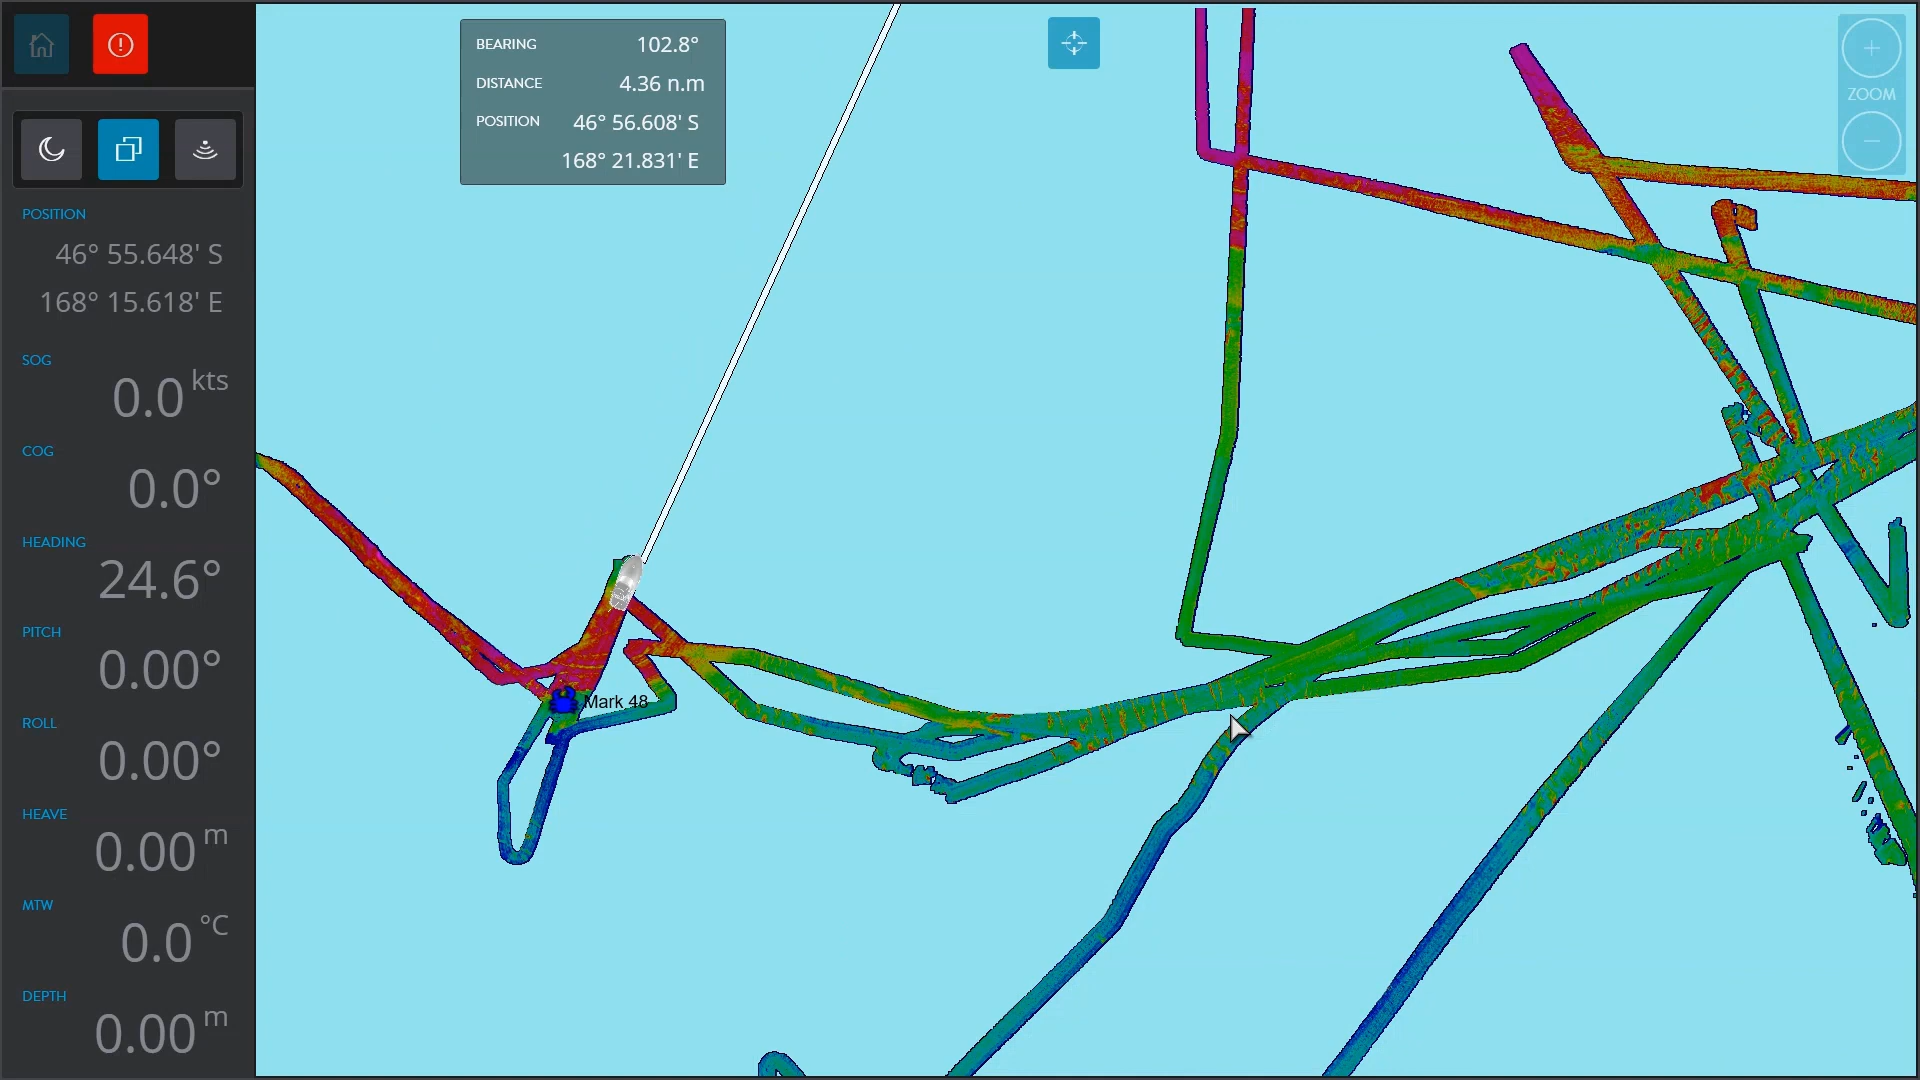 BEARING 102.8°
DISTANCE 4.36 n.m
POSITION 46° 56.608' S
168° 21.831' E
ZOOM
POSITION
46° 55.648' S
168° 15.618' E
SOG
0.0 kts
COG
0.0°
HEADING
24.6°
PITCH
0.00°
ROLL
0.00°
HEAVE
0.00 m
MTW
0.0 °C
DEPTH
0.00 m
Mark 48